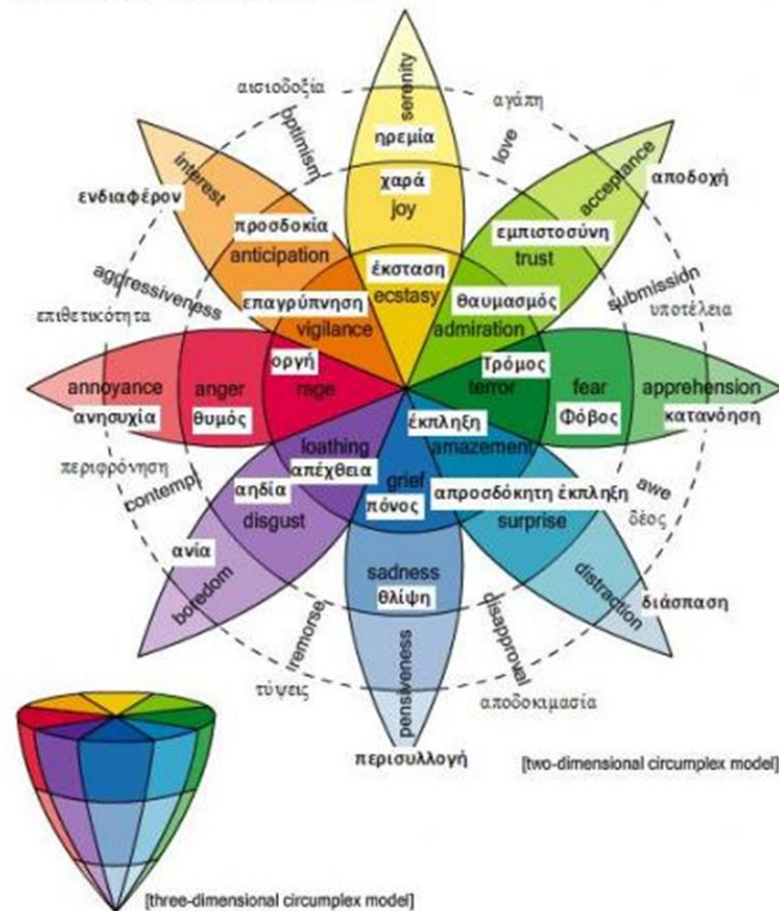 serenity
αισιοδοξία
αγάπη
optimism
ηρεμία
love
interest
acceptance
χαρά
αποδοχή
ενδιαφέρον
joy
προσδοκία
εμπιστοσύνη
anticipation
trust
έκσταση
aggressiveness
submission
επαγρύπνηση
ecstasy
θαυμασμός
επιθετικότητα
υποτέλεια
vigilance
admiration
οργή
Τρόμος
annoyance
anger
rage
terror
fear
apprehension
ανησυχία
θυμός
έκπληξη
Φόβος
κατανόηση
loathing
amazement
περιφρόνηση
απέχθεια
contempt
αηδία
grief
απροσδόκητη έκπληξη
awe
πόνος
disgust
surprise
δέος
ανία
sadness
boredom
θλίψη
distraction
διάσπαση
remorse
disapproval
τύψεις
pensiveness
αποδοκιμασία
περισυλλογή
[two-dimensional circumplex model]
[three-dimensional circumplex model]